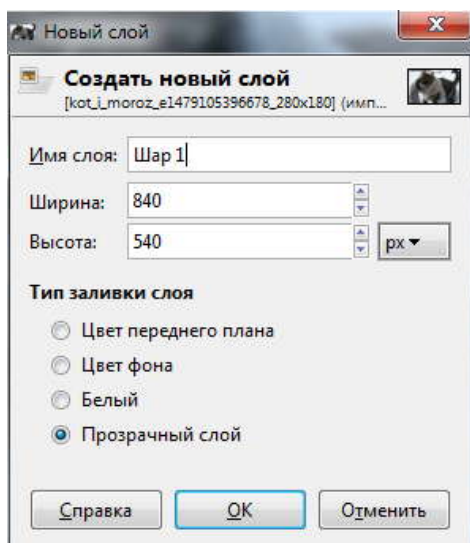 Новый слой
Создать новый слой
[kot_i_moroz_e1479105396678_280x180] (имп...
Имя слоя: Шар 1
Ширина: 840
Высота: 540 px
Тип заливки слоя
Цвет переднего плана
Цвет фона
Белый
Прозрачный слой
Справка OK Отменить